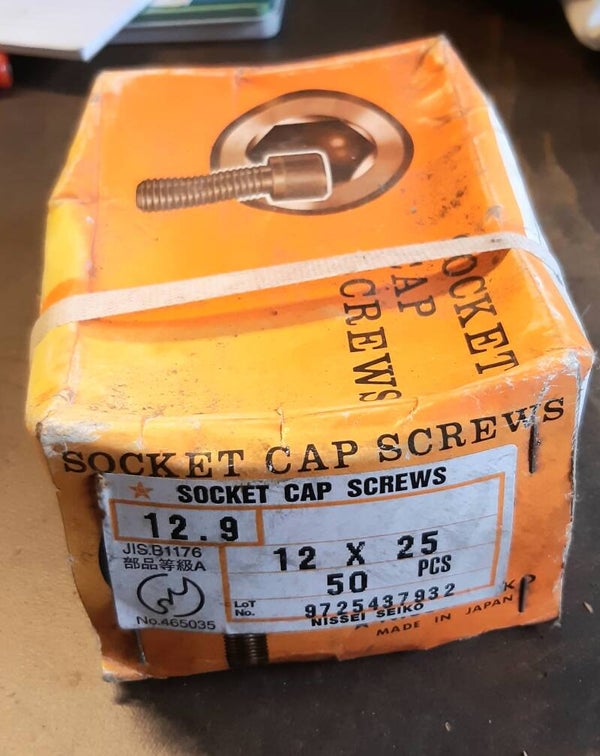 SOCKET
CAP
SCREWS
SOCKET CAP SCREWS
SOCKET CAP SCREWS
12.9
JIS.B1176
部品等級A
12 X 25
50 PCS
LOT
No.
9725437932
No.465035
NISSEI SEIKO
MADE IN JAPAN